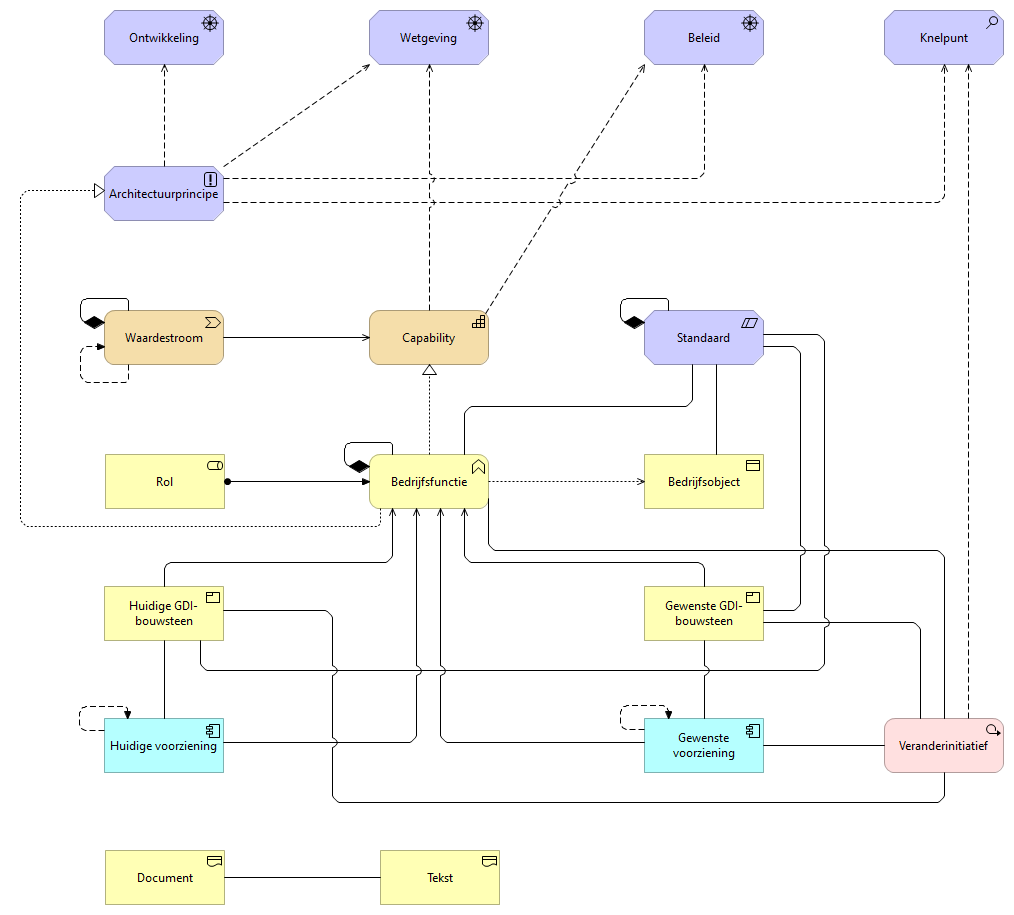 Ontwikkeling
Wetgeving
Beleid
Knelpunt
Architectuurprincipe
Waardestroom
Capability
Standaard
Rol
Bedrijfsfunctie
Bedrijfsobject
Huidige GDI-
bouwsteen
Gewenste GDI-
bouwsteen
Huidige voorziening
Gewenste
voorziening
Veranderinitiatief
Document
Tekst